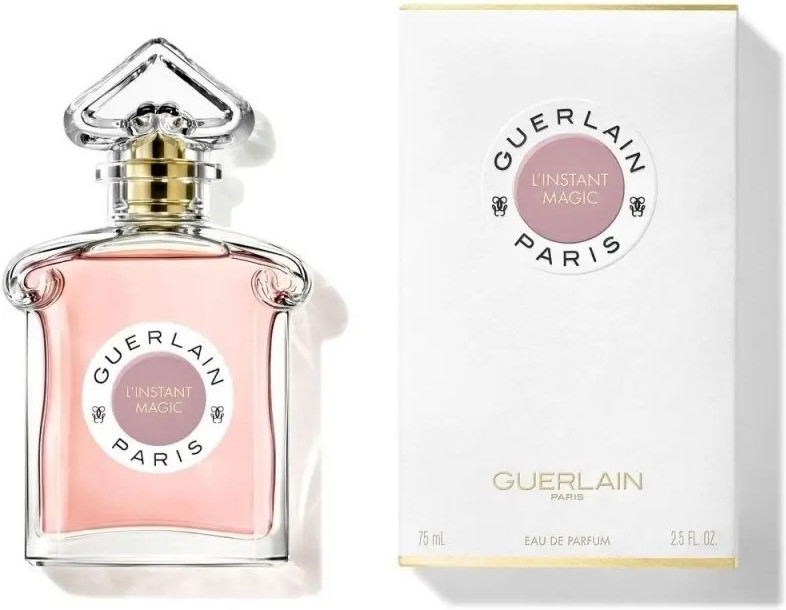 GUERLAIN
L'INSTANT
MAGIC
PARIS
GUERLAIN
L'INSTANT
MAGIC
PARIS
GUERLAIN
PARIS
75 mL
EAU DE PARFUM
2.5 FL. OZ.